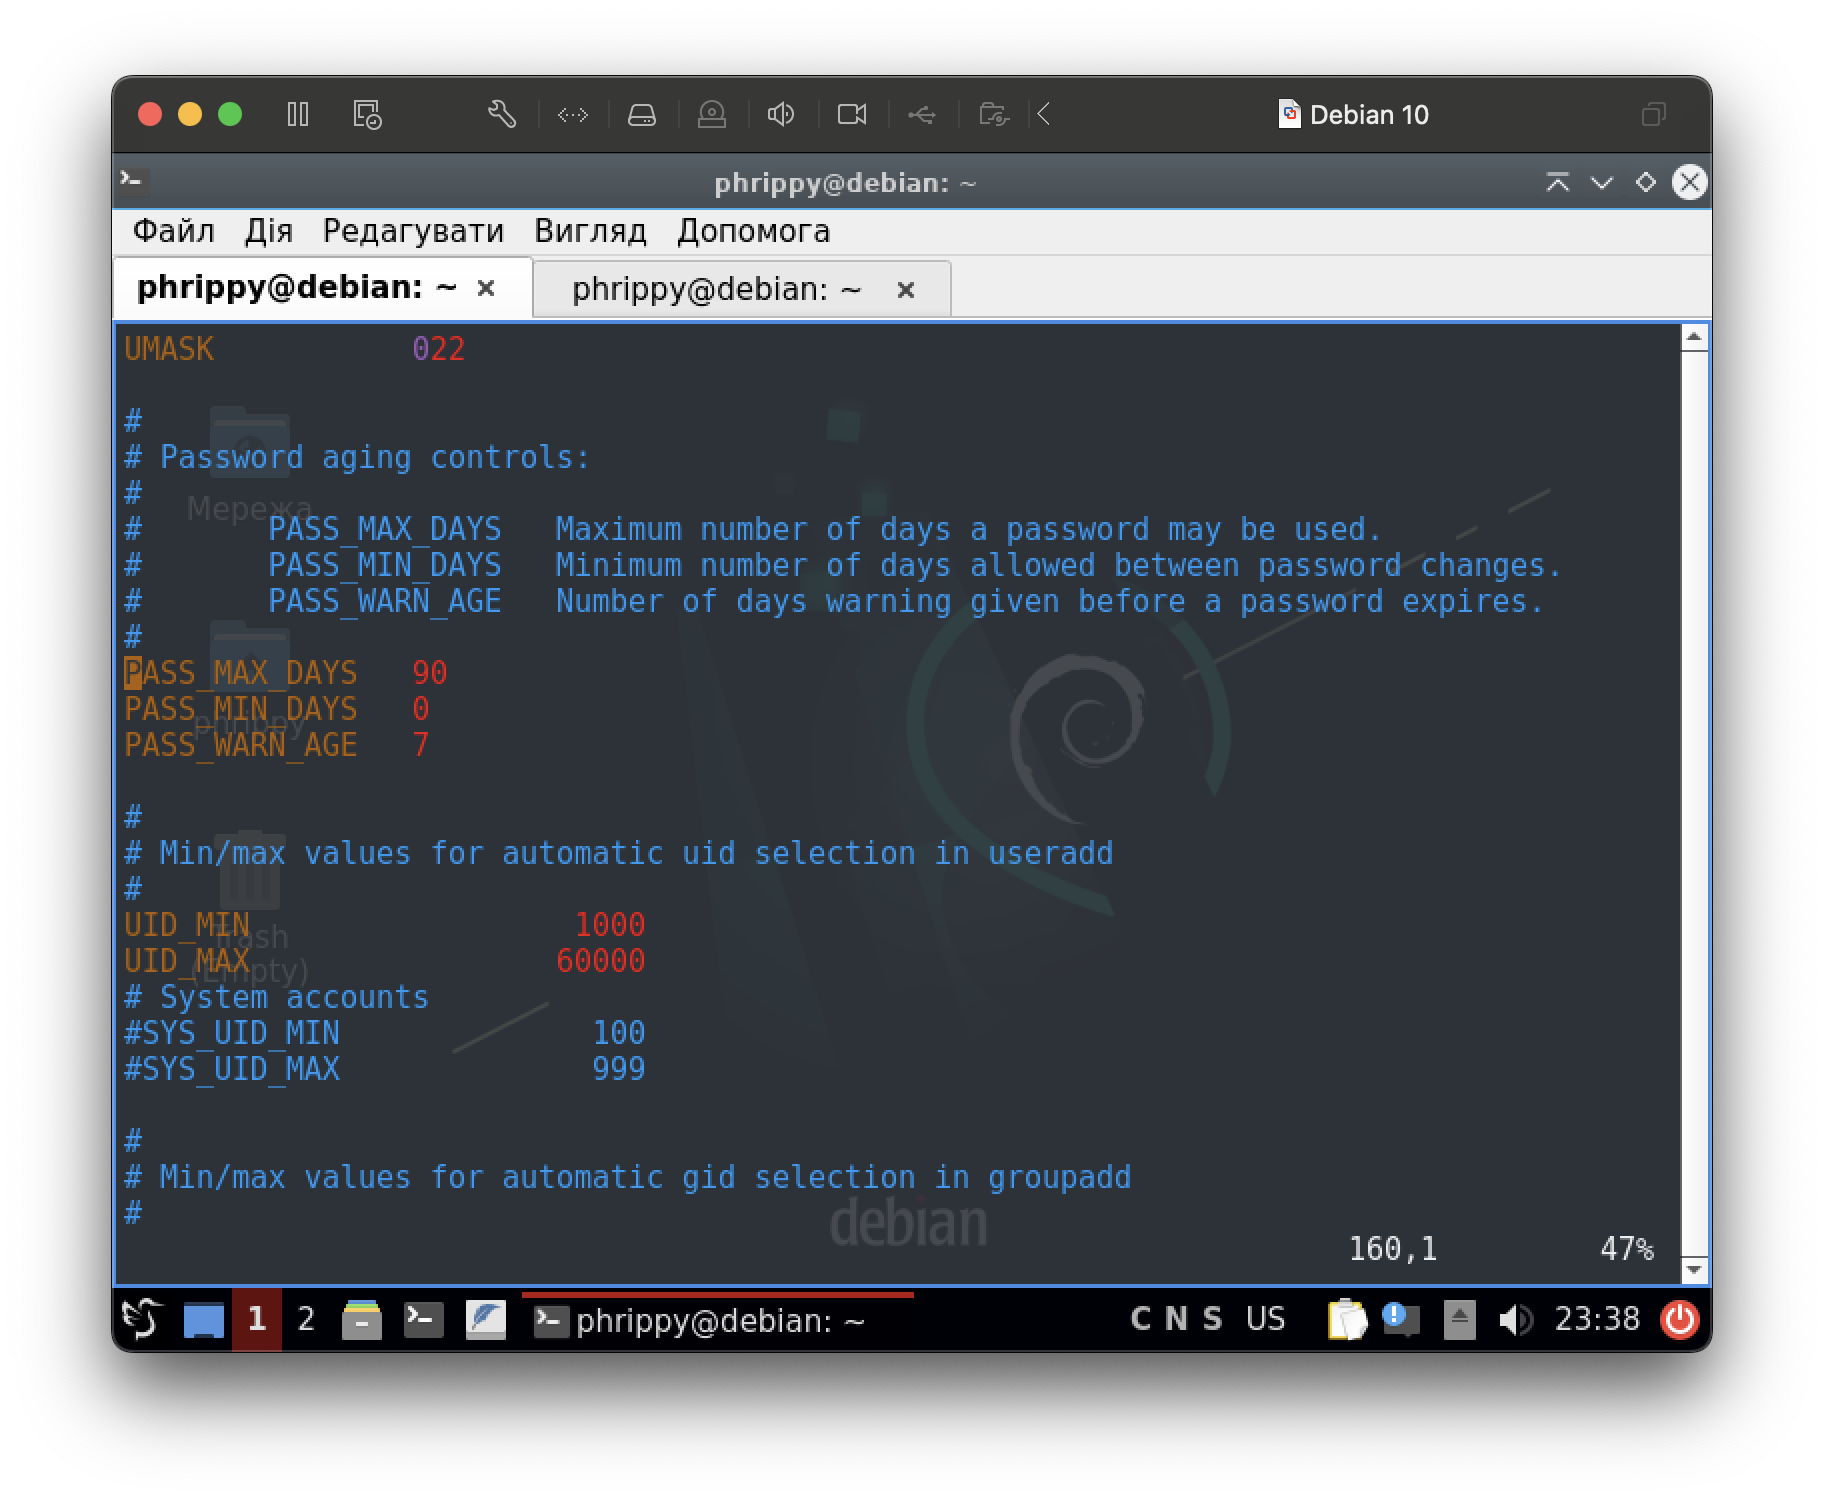 Debian 10
phrippy@debian: ~
Файл Дія Редагувати Вигляд Допомога
phrippy@debian: ~ phrippy@debian: ~
UMASK 022
#
# Password aging controls:
#
Мережа
# PASS_MAX_DAYS Maximum number of days a password may be used.
# PASS_MIN_DAYS Minimum number of days allowed between password changes.
# PASS_WARN_AGE Number of days warning given before a password expires.
#
PASS_MAX_DAYS 90
PASS_MIN_DAYS 0
phrippy
PASS_WARN_AGE 7
#
# Min/max values for automatic uid selection in useradd
#
UID_MIN 1000
Trash
UID_MAX 60000
(Empty)
# System accounts
#SYS_UID_MIN 100
#SYS_UID_MAX 999
#
# Min/max values for automatic gid selection in groupadd
#
debian
160,1 47%
1 2 phrippy@debian: ~ C N S US 23:38